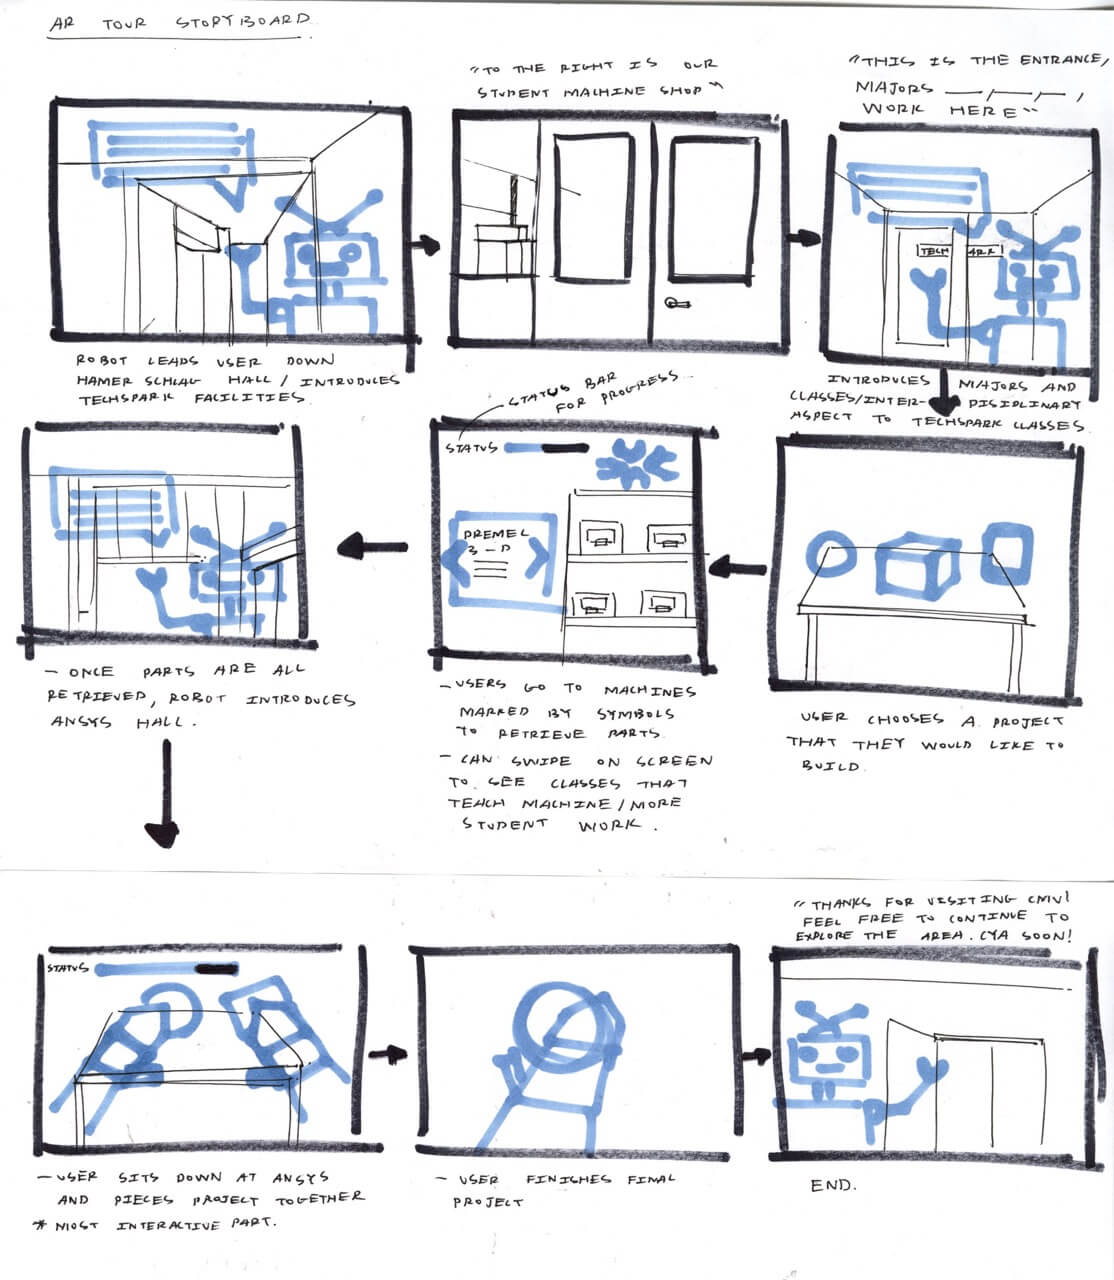 AR TOUR STORYBOARD
"TO THE RIGHT IS OUR
STUDENT MACHINE SHOP"
"THIS IS THE ENTRANCE,
MAJORS ___,___,___,
WORK HERE"
ROBOT LEADS USER DOWN
HAMERSCHLAG HALL / INTRODUCES
TECHSPARK FACILITIES.
TECH ARK
INTRODUCES MAJORS AND
CLASSES/INTER- DISIPLINARY
ASPECT TO TECHSPARK CLASSES.
USER CHOOSES A PROJECT
THAT THEY WOULD LIKE TO
BUILD.
STATUS BAR
FOR PROGRESS
STATUS
DREMEL
3-D
- USERS GO TO MACHINES
MARKED BY SYMBOLS
TO RETRIEVE PARTS.
- CAN SWIPE ON SCREEN
TO SEE CLASSES THAT
TEACH MACHINE/MORE
STUDENT WORK.
- ONCE PARTS ARE ALL
RETRIEVED, ROBOT INTRODUCES
ANSYS HALL.
STATUS
- USER SITS DOWN AT ANSYS
AND PIECES PROJECT TOGETHER
* MOST INTERACTIVE PART.
- USER FINISHES FINAL
PROJECT
"THANKS FOR VISITING CMU!
FEEL FREE TO CONTINUE TO
EXPLORE THE AREA. CYA SOON!
END.